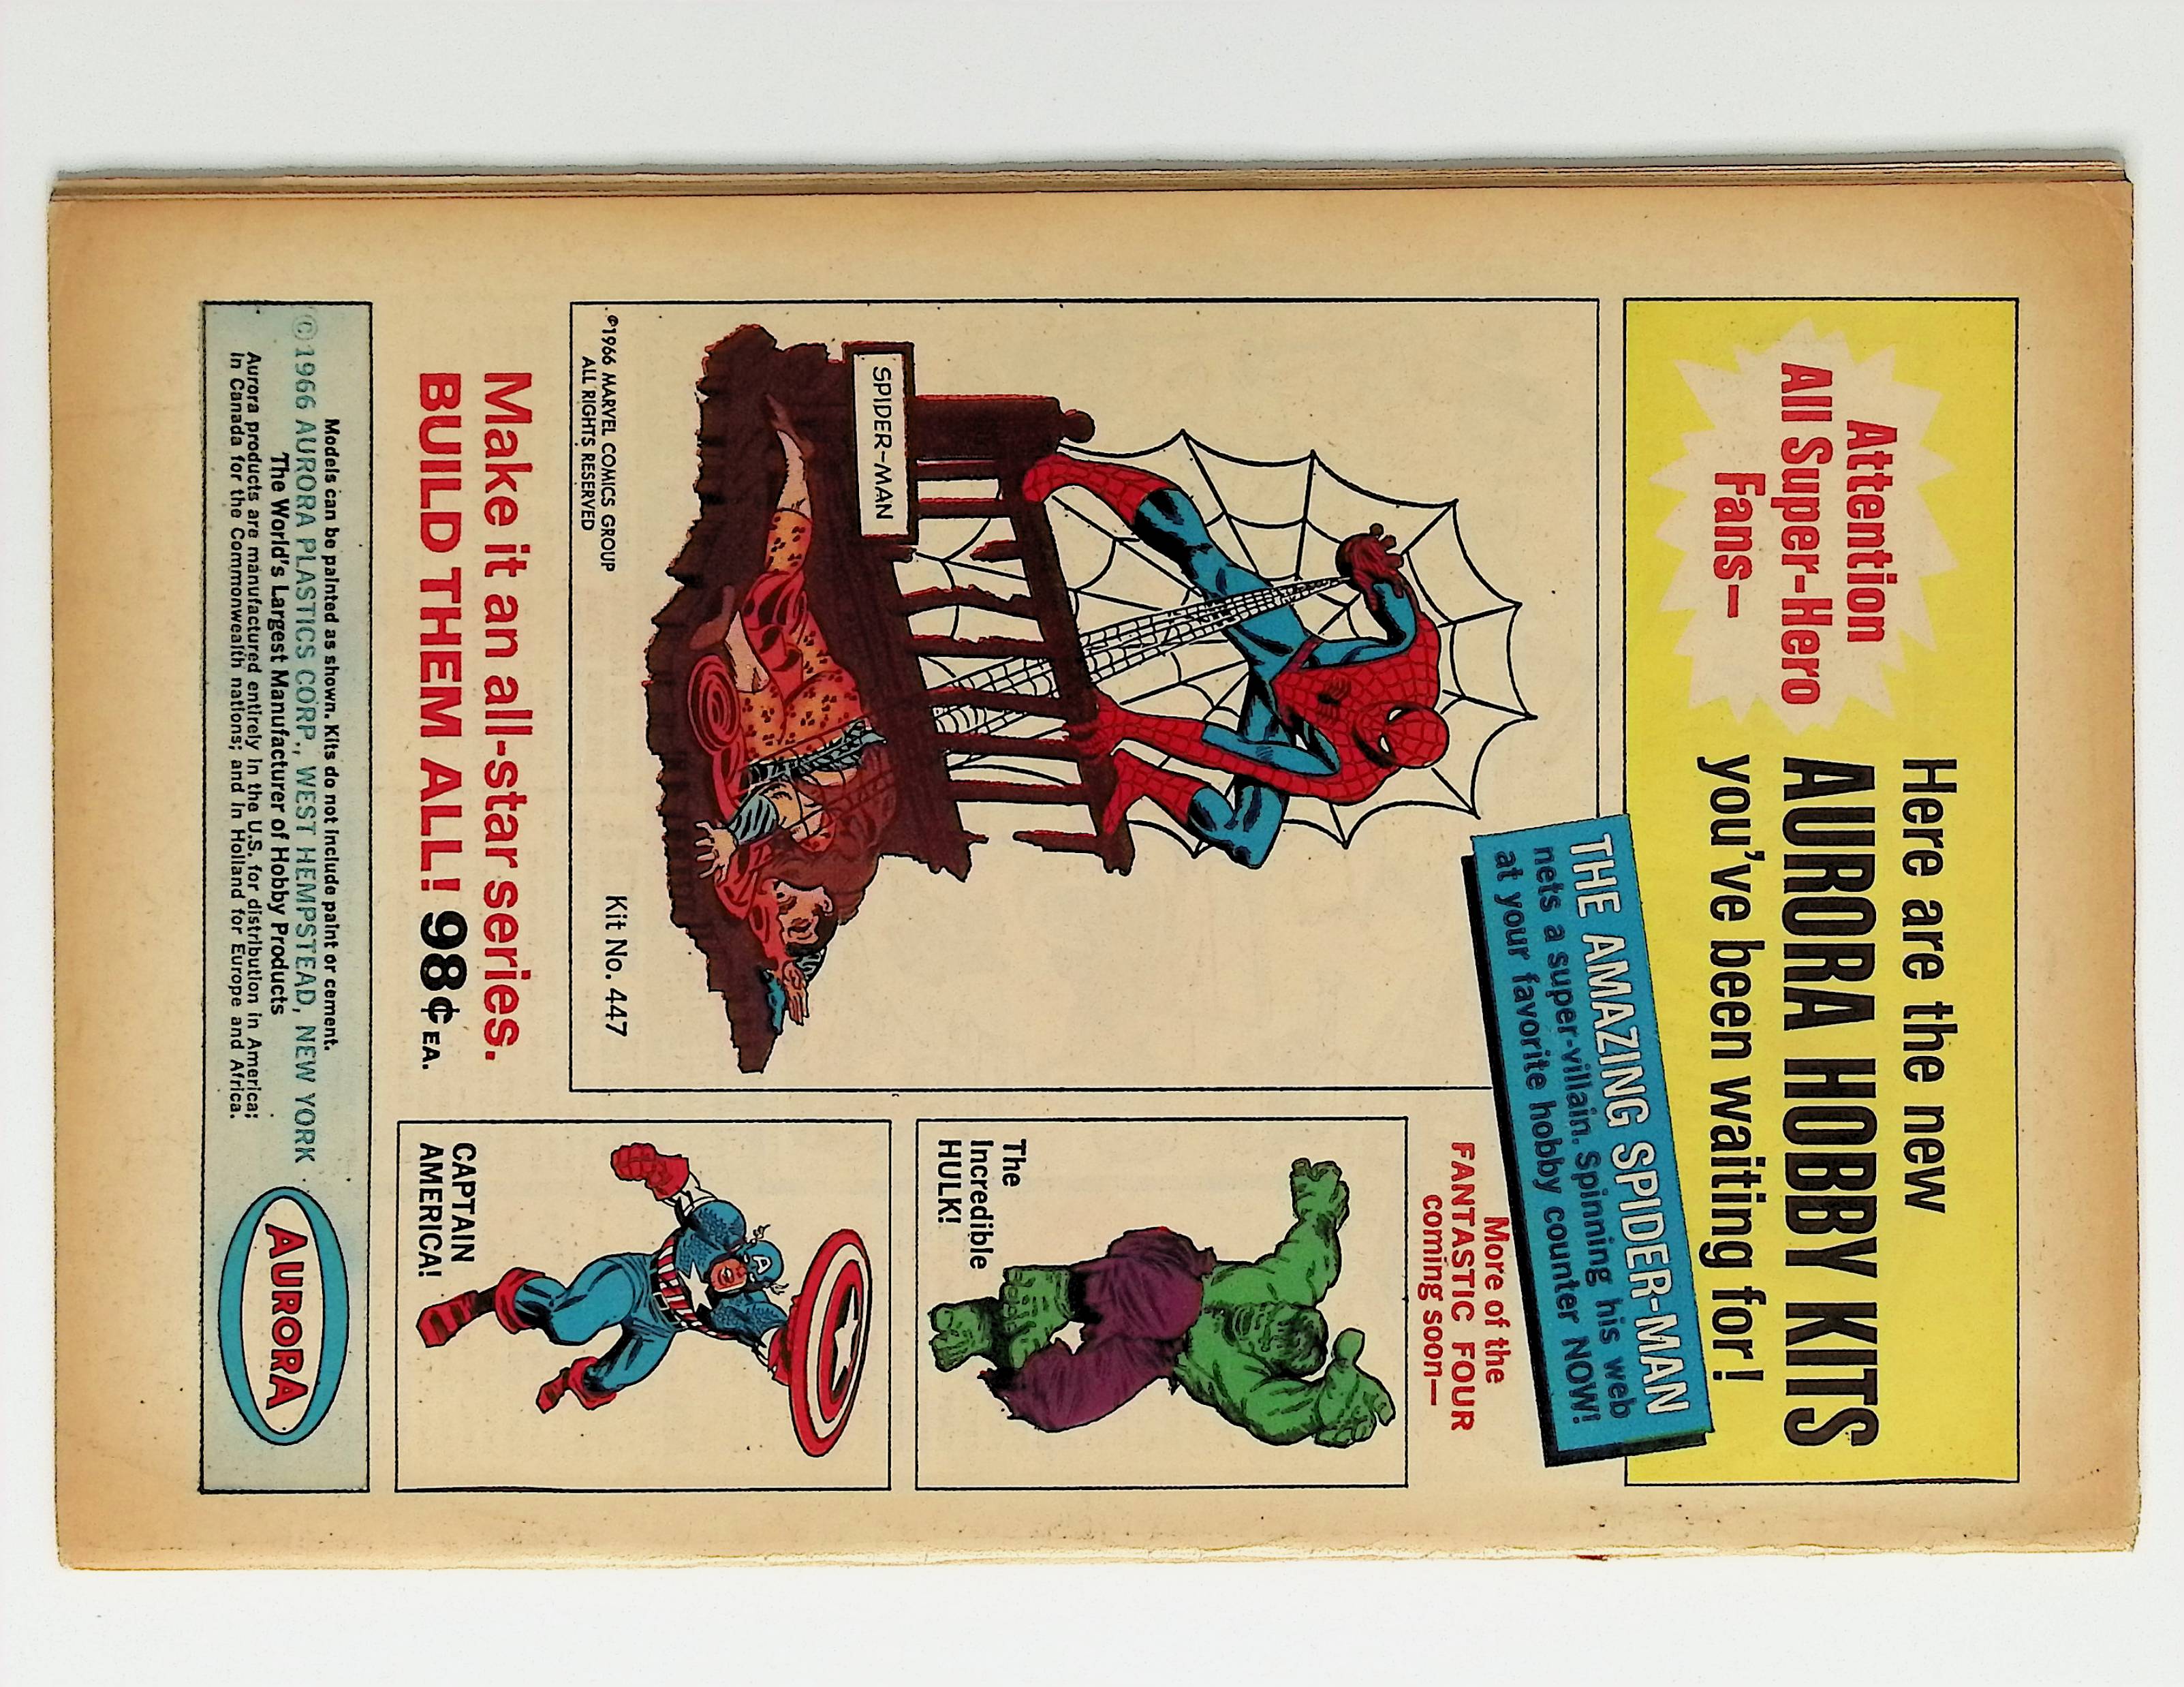 Attention
All Super-Hero
Fans—
Here are the new
AURORA HOBBY KITS
you've been waiting for!
THE AMAZING SPIDER-MAN
nets a super-villain. Spinning his web
at your favorite hobby counter NOW!
SPIDER-MAN
©1966 MARVEL COMICS GROUP
ALL RIGHTS RESERVED
Kit No. 447
More of the
FANTASTIC FOUR
coming soon—
The
Incredible
HULK!
A
CAPTAIN
AMERICA!
Make it an all-star series.
BUILD THEM ALL! 98¢ EA.
Models can be painted as shown. Kits do not include paint or cement.
©1966 AURORA PLASTICS CORP., WEST HEMPSTEAD, NEW YORK
The World's Largest Manufacturer of Hobby Products
Aurora products are manufactured entirely in the U.S. for distribution in America;
in Canada for the Commonwealth nations; and in Holland for Europe and Africa.
AURORA